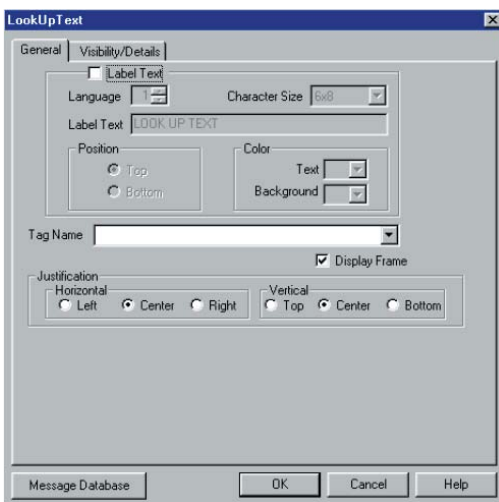 LookUpText
General Visibility/Details
Label Text
Language 1 Character Size 6x8
Label Text LOOK UP TEXT
Position Color
Top Text
Bottom Background
Tag Name
Display Frame
Justification
Horizontal Vertical
Left Center Right Top Center Bottom
Message Database OK Cancel Help